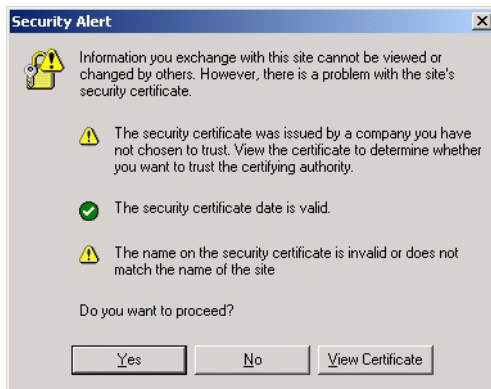 Security Alert
Information you exchange with this site cannot be viewed or
changed by others. However, there is a problem with the site's
security certificate.
The security certificate was issued by a company you have
not chosen to trust. View the certificate to determine whether
you want to trust the certifying authority.
The security certificate date is valid.
The name on the security certificate is invalid or does not
match the name of the site
Do you want to proceed?
Yes No View Certificate